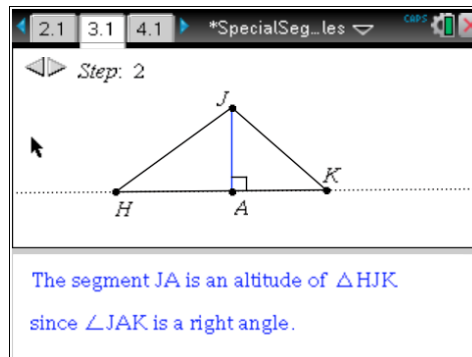 2.1 3.1 4.1 *SpecialSeg...les CAPS
Step: 2
J
K
H A
The segment JA is an altitude of △HJK
since ∠JAK is a right angle.